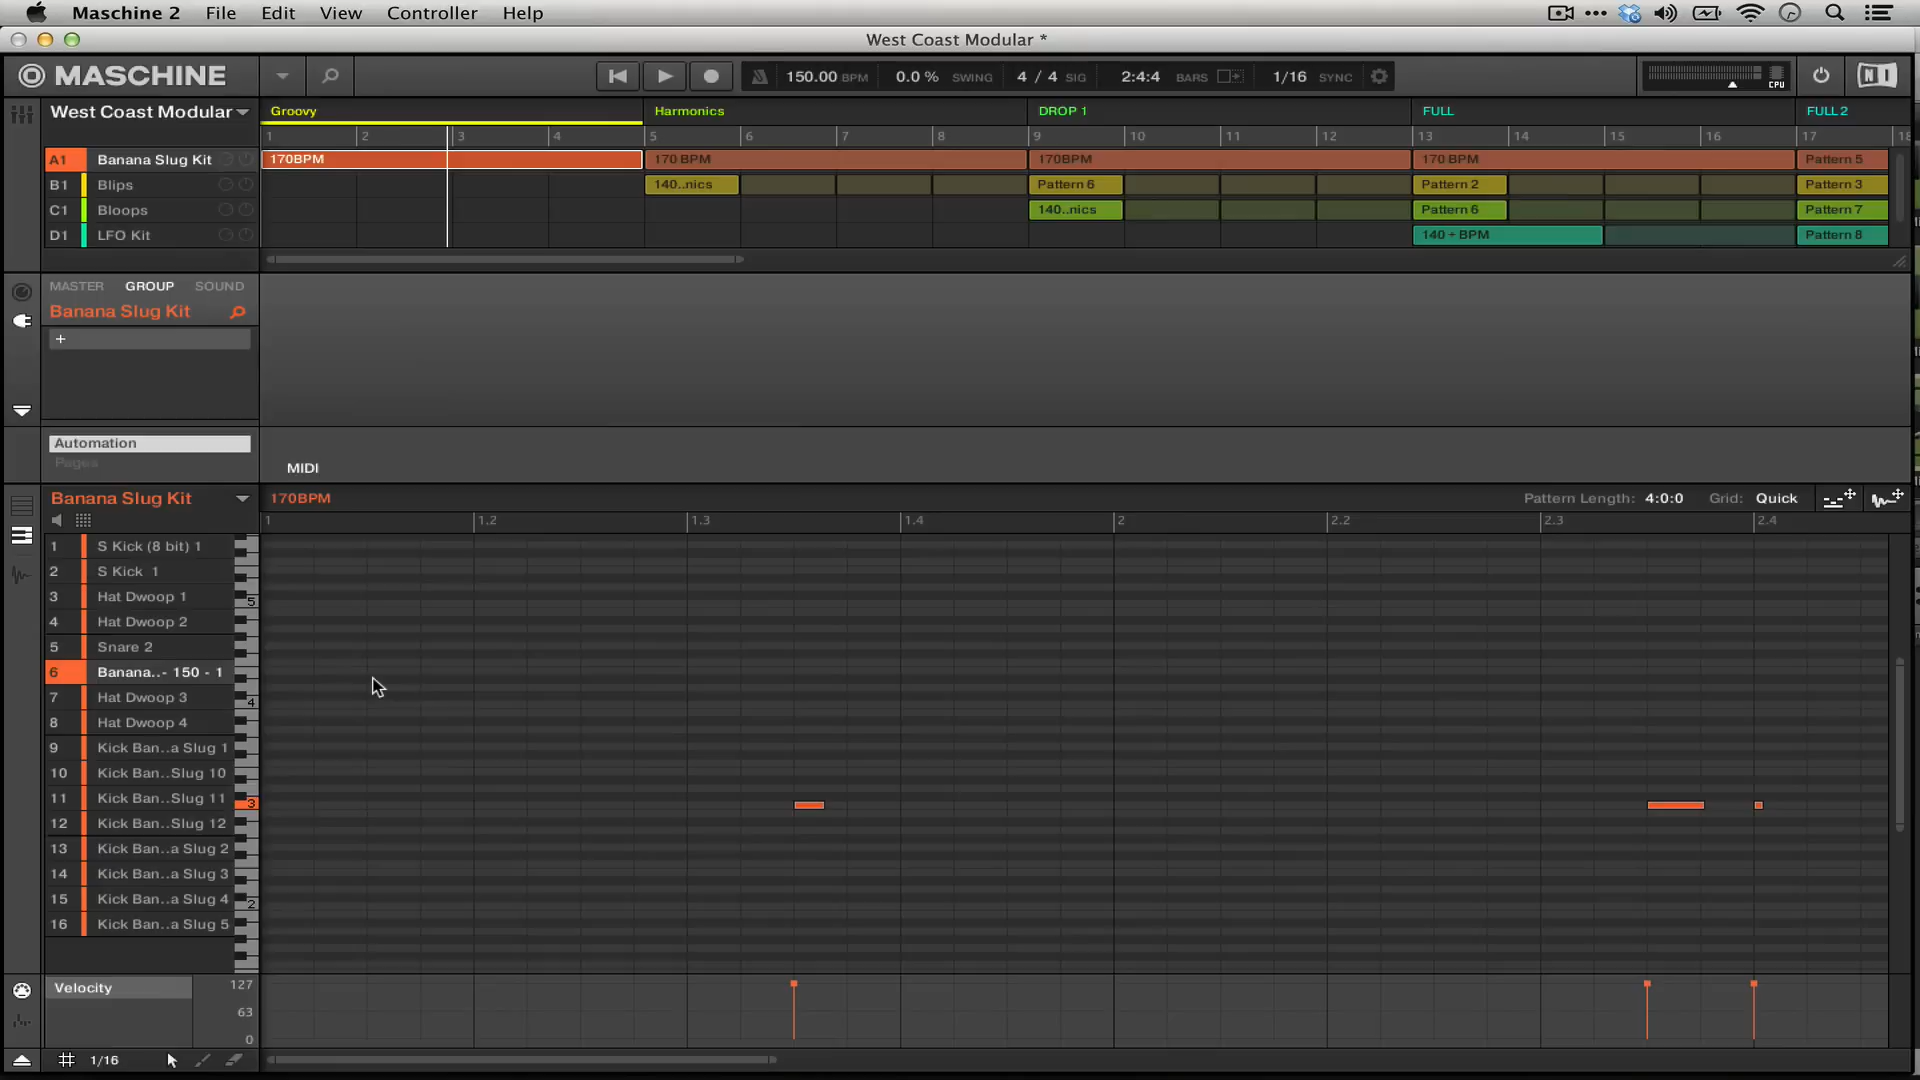 Maschine 2 File Edit View Controller Help
West Coast Modular *
MASCHINE 150.00 BPM 0.0 % SWING 4 / 4 SIG 2:4:4 BARS 1/16 SYNC CPU NI
West Coast Modular Groovy Harmonics DROP 1 FULL FULL 2
1 2 3 4 5 6 7 8 9 10 11 12 13 14 15 16 17 18
A1 Banana Slug Kit 170BPM 170 BPM 170BPM 170 BPM Pattern 5
B1 Blips 140..nics Pattern 6 Pattern 2 Pattern 3
C1 Bloops 140..nics Pattern 6 Pattern 7
D1 LFO Kit 140 + BPM Pattern 8
MASTER GROUP SOUND
Banana Slug Kit
+
Automation
Pages
MIDI
Banana Slug Kit 170BPM Pattern Length: 4:0:0 Grid: Quick
1 1.2 1.3 1.4 2 2.2 2.3 2.4
1 S Kick (8 bit) 1
2 S Kick 1
3 Hat Dwoop 1
5
4 Hat Dwoop 2
5 Snare 2
6 Banana..- 150 - 1
7 Hat Dwoop 3
4
8 Hat Dwoop 4
9 Kick Ban..a Slug 1
10 Kick Ban..Slug 10
11 Kick Ban..Slug 11
3
12 Kick Ban..Slug 12
13 Kick Ban..a Slug 2
14 Kick Ban..a Slug 3
15 Kick Ban..a Slug 4
2
16 Kick Ban..a Slug 5
Velocity 127
63
0
1/16